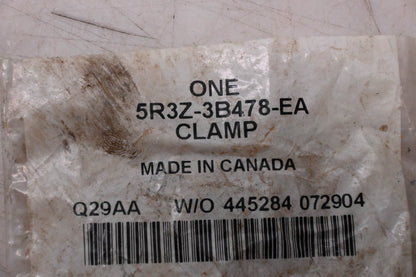 ONE
5R3Z-3B478-EA
CLAMP
MADE IN CANADA
Q29AA W/O 445284 072904